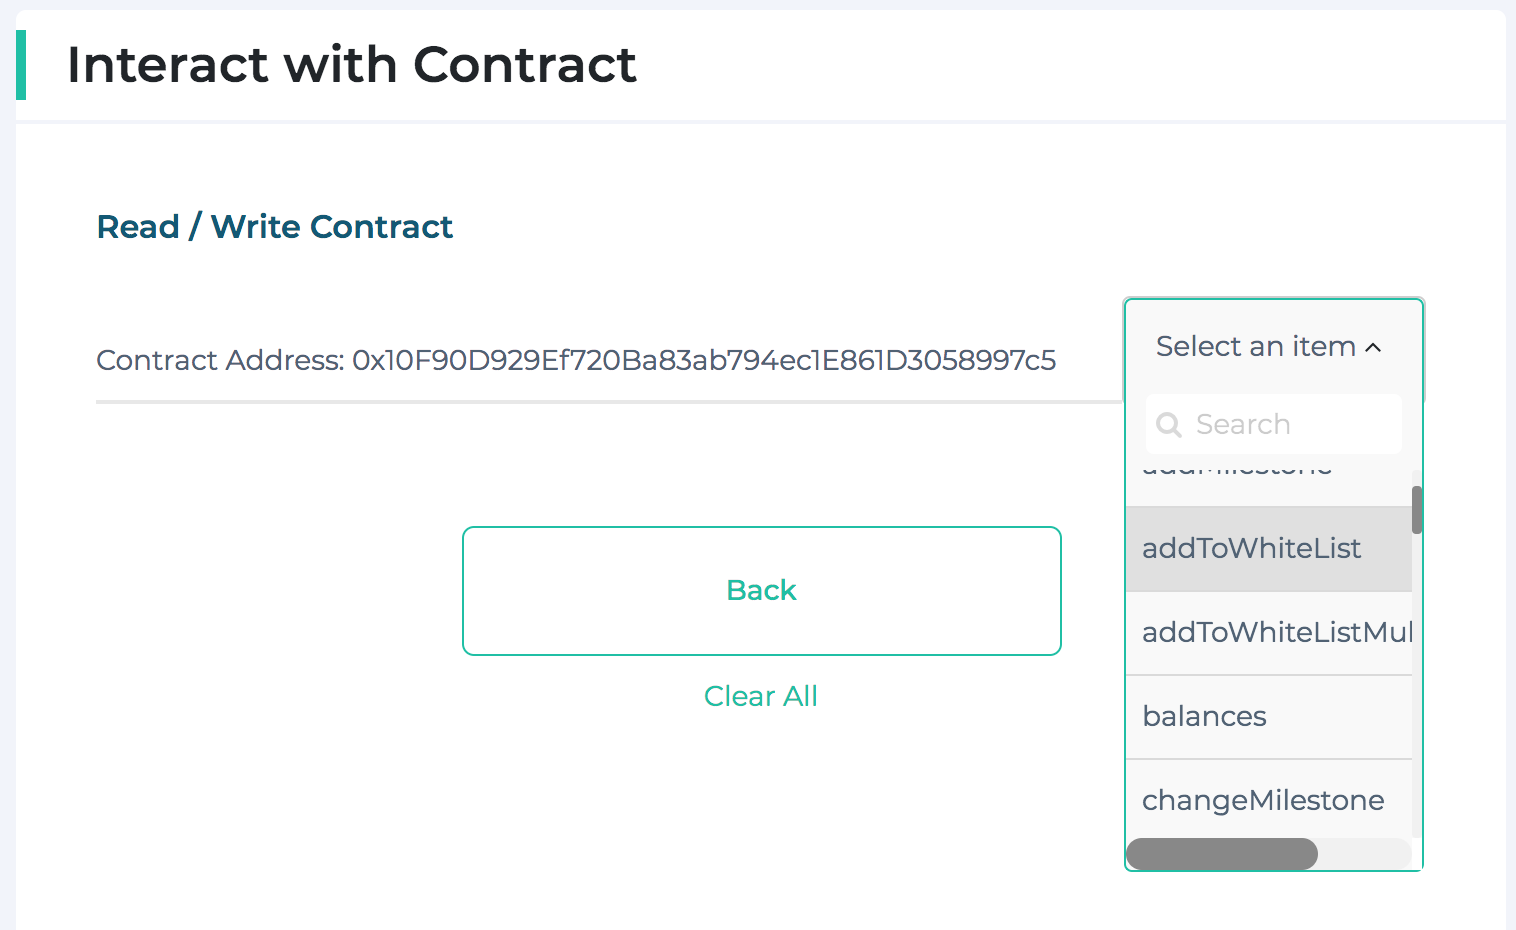 Interact with Contract
Read / Write Contract
Contract Address: 0x10F90D929Ef720Ba83ab794ec1E861D3058997c5
Select an item
Search
addMilestone
addToWhiteList
addToWhiteListMul
balances
changeMilestone
Back
Clear All